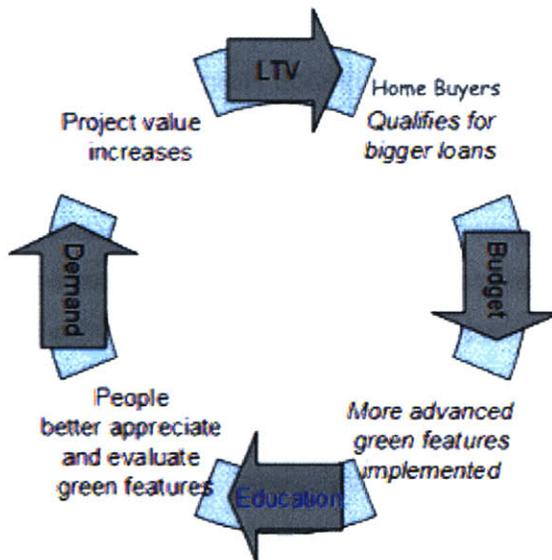 LTV
Home Buyers
Qualifies for
bigger loans
Budget
More advanced
green features
implemented
Education
People
better appreciate
and evaluate
green features
Demand
Project value
increases